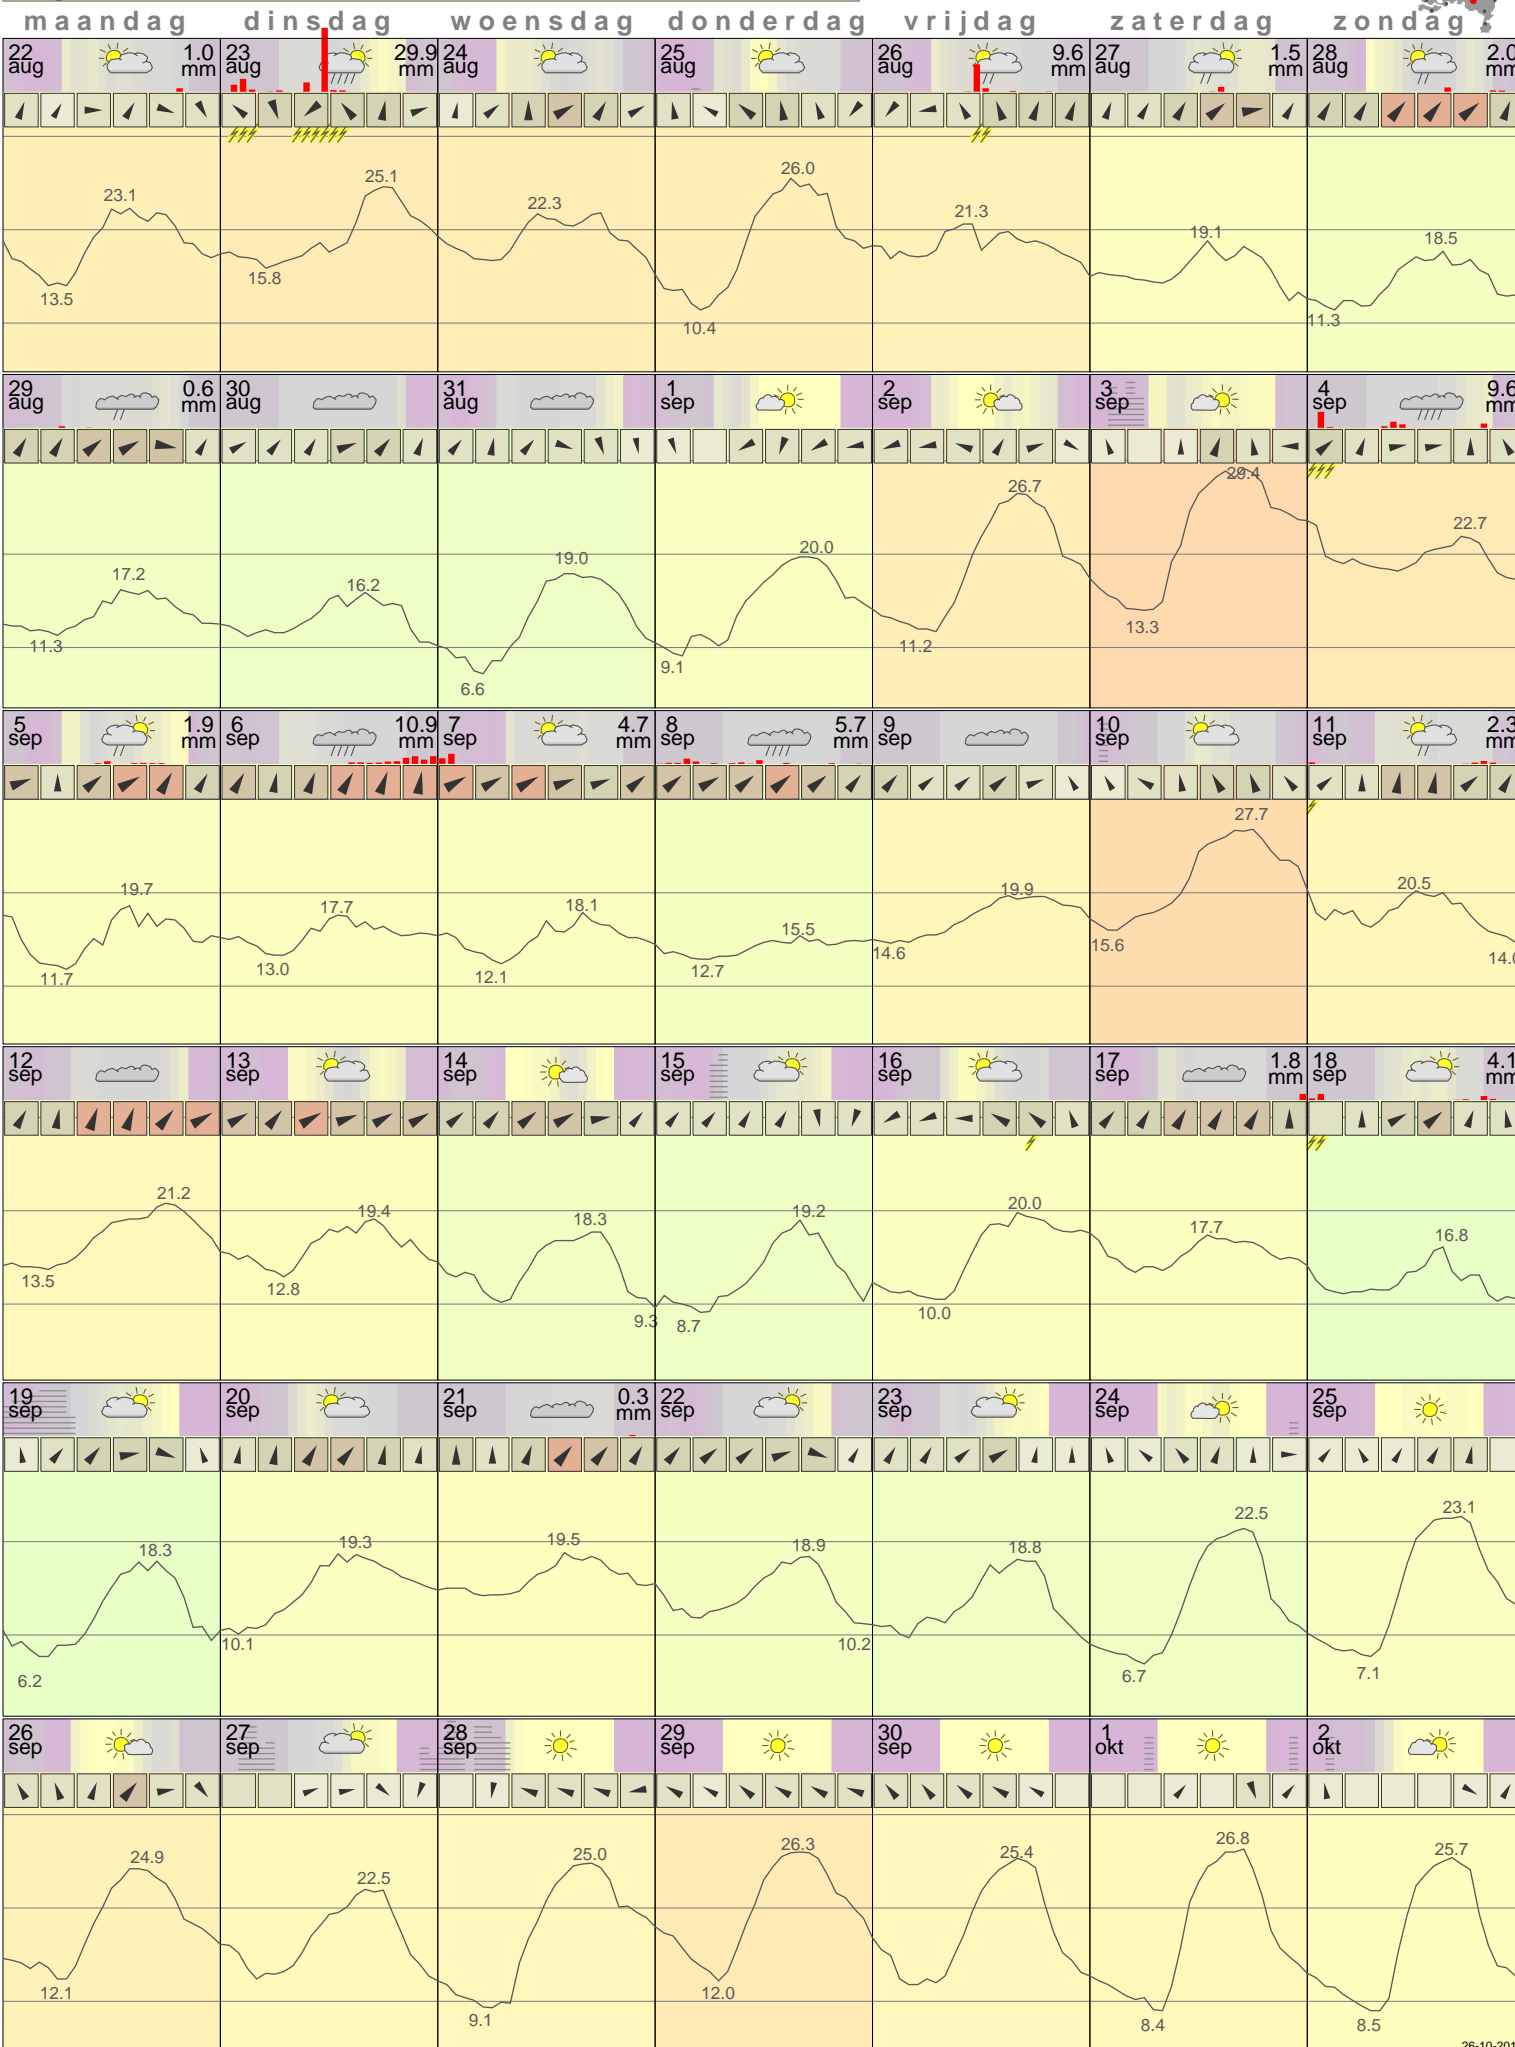 maandag dinsdag woensdag donderdag vrijdag zaterdag zondag
22 1.0 23 29.9 24 25 26 9.6 27 1.5 28 2.0
aug mm aug mm aug aug aug mm aug mm aug mm
23.1 25.1 22.3 26.0 21.3 19.1 18.5
13.5 15.8 10.4 11.3
29 0.6 30 31 1 2 3 4 9.6
aug mm aug aug sep sep sep sep mm
17.2 16.2 19.0 20.0 26.7 29.4 22.7
11.3 6.6 9.1 11.2 13.3
5 1.9 6 10.9 7 4.7 8 5.7 9 10 11 2.3
sep mm sep mm sep mm sep mm sep sep sep mm
19.7 17.7 18.1 15.5 19.9 27.7 20.5
11.7 13.0 12.1 12.7 14.6 15.6 14.0
12 13 14 15 16 17 1.8 18 4.1
sep sep sep sep sep sep mm sep mm
21.2 19.4 18.3 19.2 20.0 17.7 16.8
13.5 12.8 9.3 8.7 10.0
19 20 21 0.3 22 23 24 25
sep sep sep mm sep sep sep sep
18.3 19.3 19.5 18.9 18.8 22.5 23.1
6.2 10.1 10.2 6.7 7.1
26 27 28 29 30 1 2
sep sep sep sep sep okt okt
24.9 22.5 25.0 26.3 25.4 26.8 25.7
12.1 9.1 12.0 8.4 8.5
26-10-201